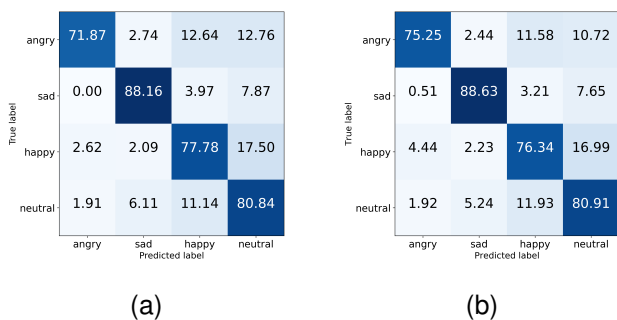 angry 71.87 2.74 12.64 12.76
sad 0.00 88.16 3.97 7.87
happy 2.62 2.09 77.78 17.50
neutral 1.91 6.11 11.14 80.84
angry sad happy neutral
Predicted label
True label
(a)
angry 75.25 2.44 11.58 10.72
sad 0.51 88.63 3.21 7.65
happy 4.44 2.23 76.34 16.99
neutral 1.92 5.24 11.93 80.91
angry sad happy neutral
Predicted label
True label
(b)